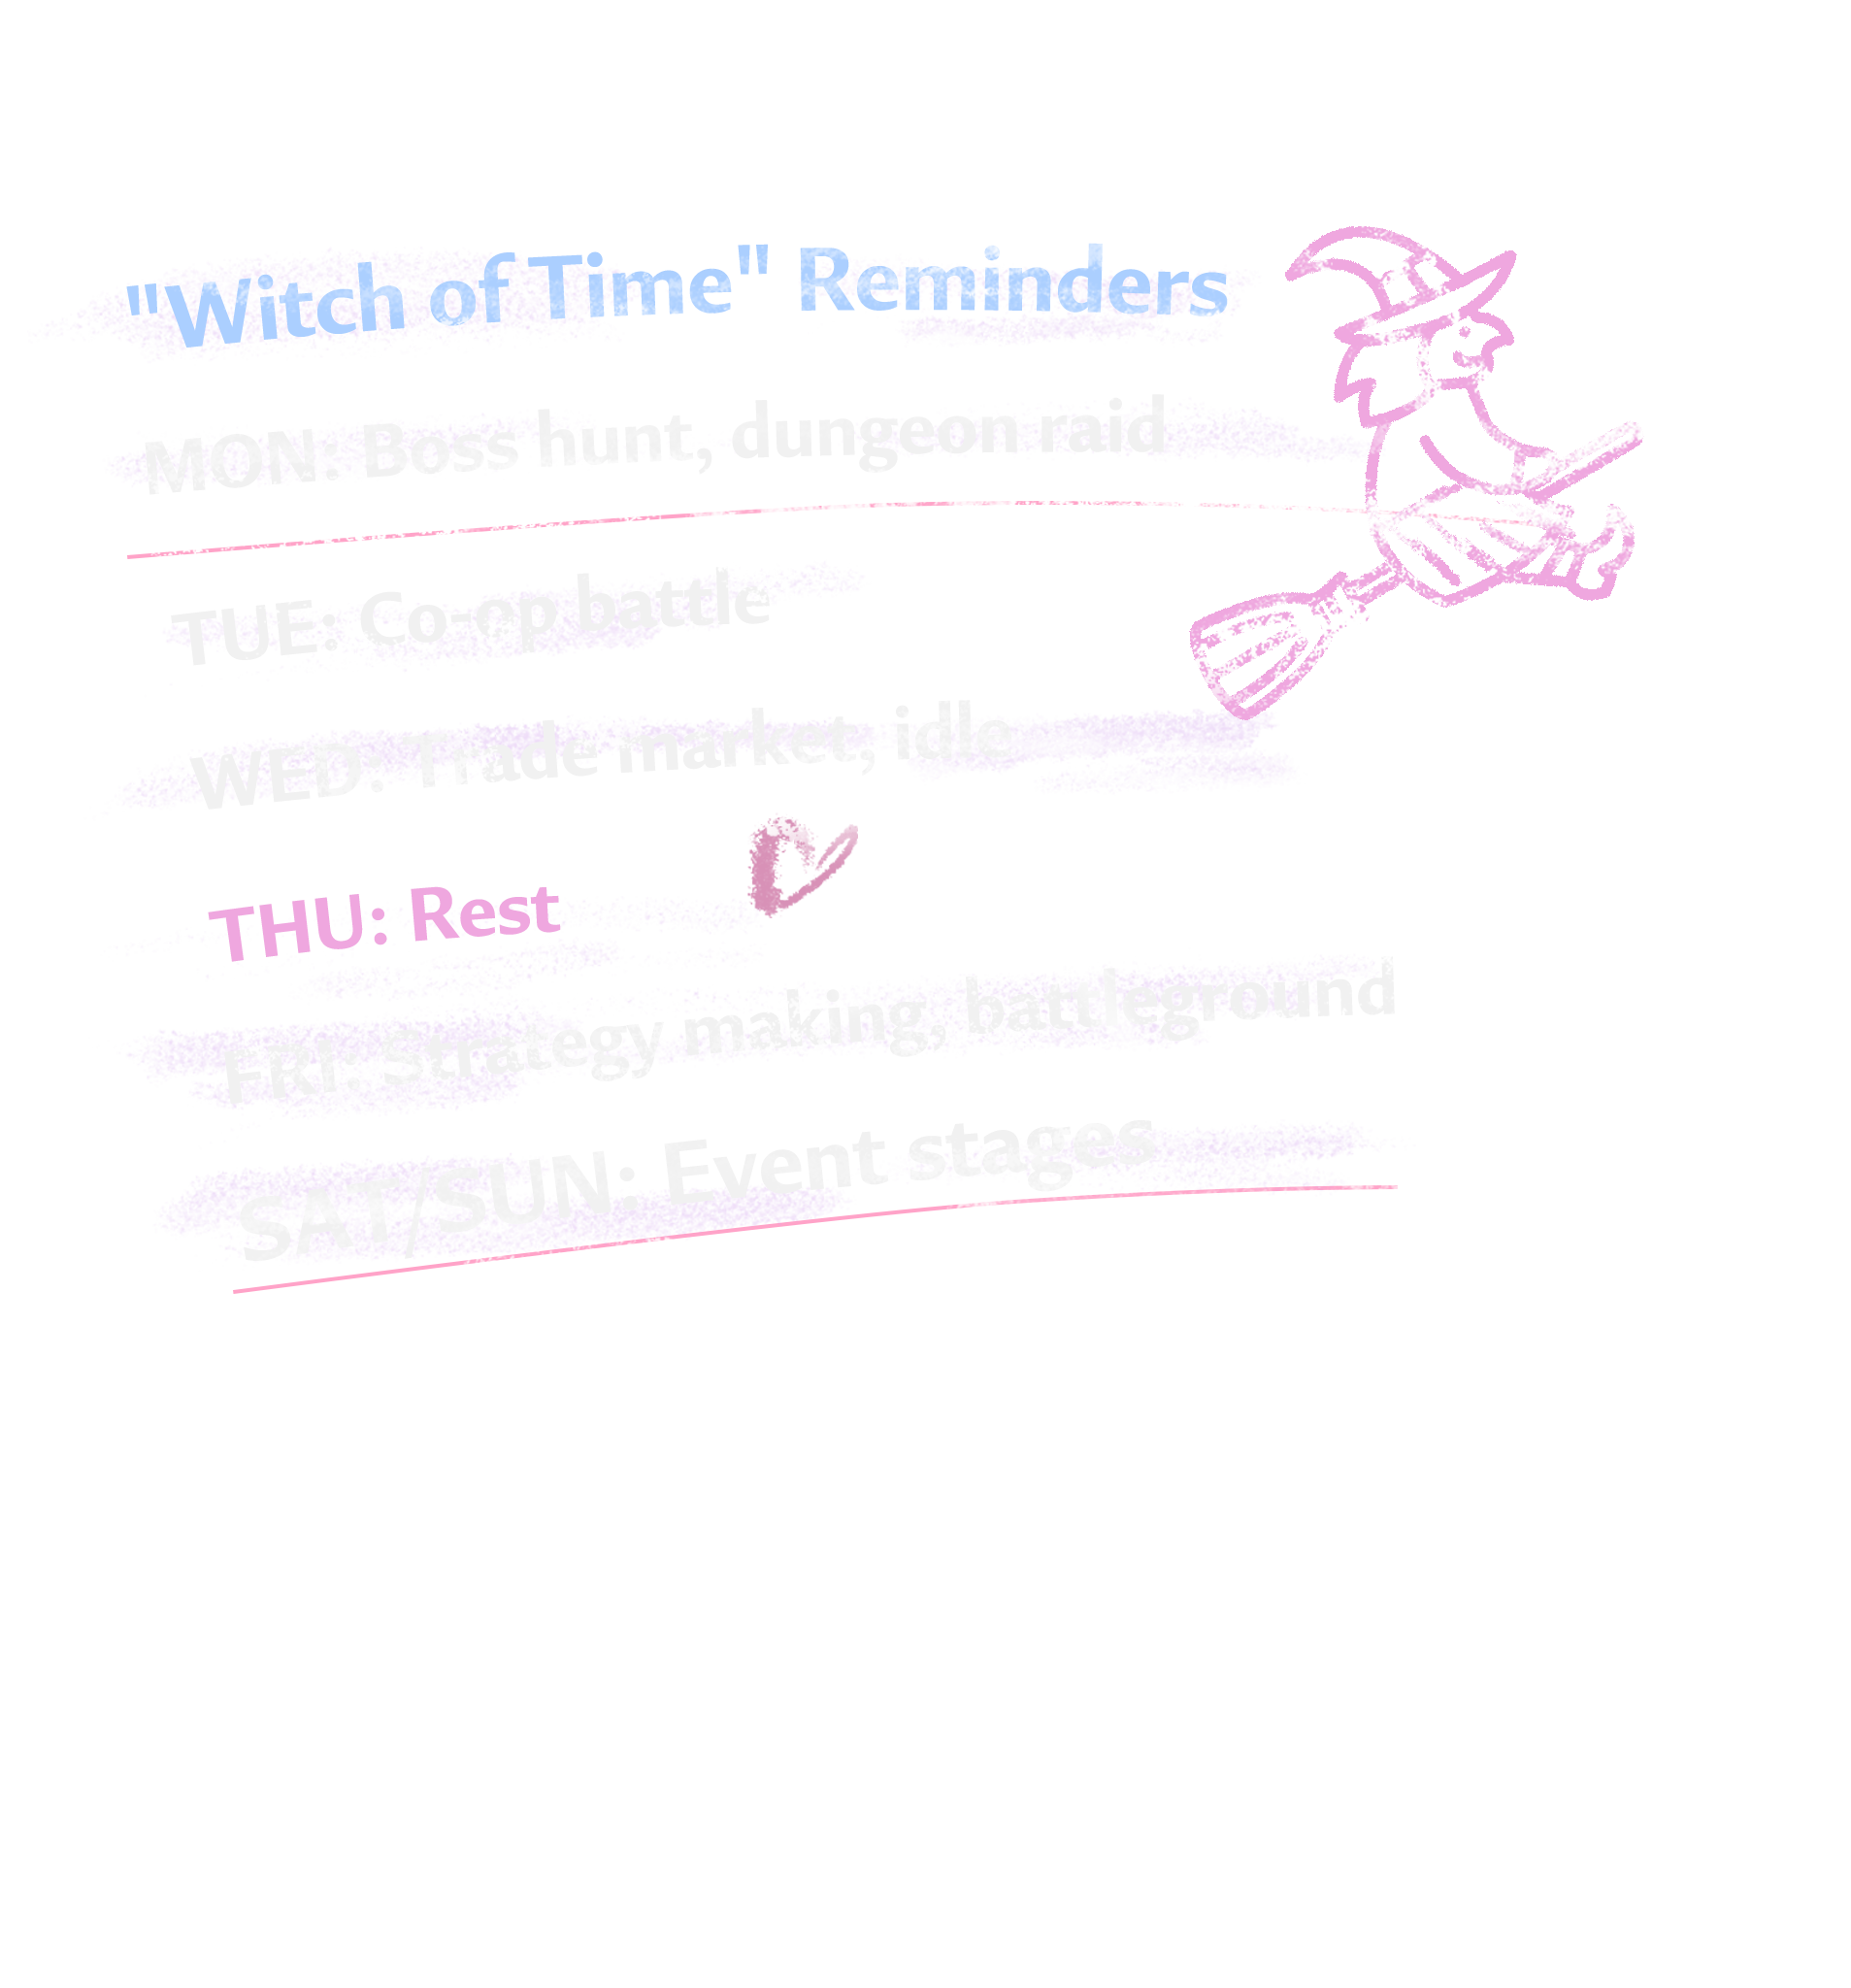 "Witch of Time" Reminders
MON: Boss hunt, dungeon raid
TUE: Co-op battle
WED: Trade market, idle
THU: Rest
FRI: Strategy making, battleground
SAT/SUN: Event stages